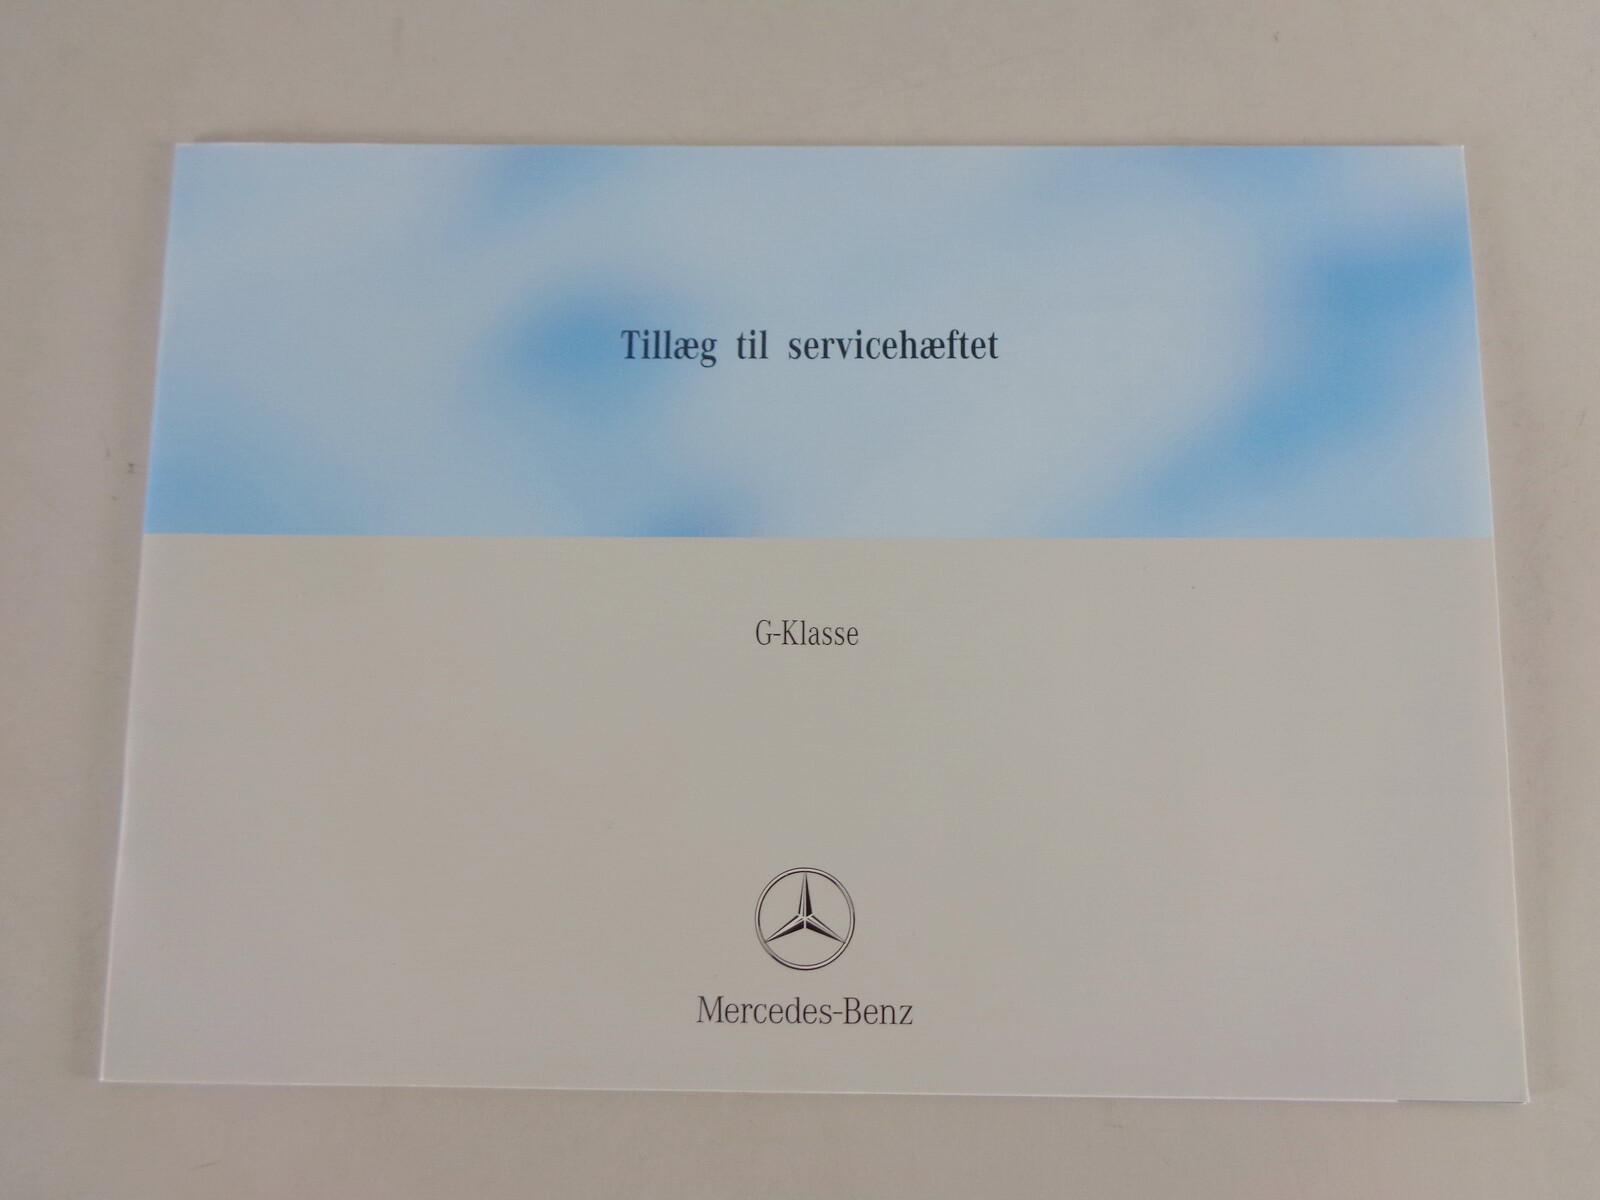 Tillæg til servicehæftet
G-Klasse
Mercedes-Benz